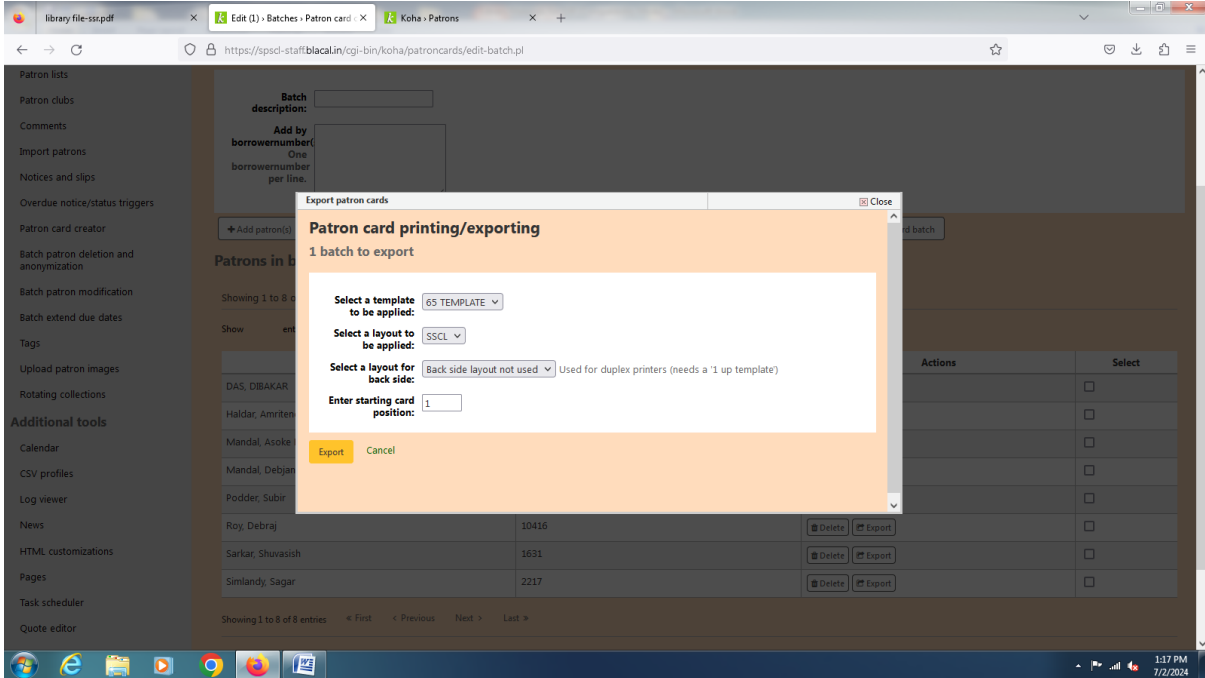 library file-ssr.pdf
Edit (1) › Batches › Patron card c
Koha › Patrons
https://spscl-staff.blacal.in/cgi-bin/koha/patroncards/edit-batch.pl
Patron lists
Patron clubs
Comments
Import patrons
Notices and slips
Overdue notice/status triggers
Patron card creator
Batch patron deletion and
anonymization
Batch patron modification
Batch extend due dates
Tags
Upload patron images
Rotating collections
Additional tools
Calendar
CSV profiles
Log viewer
News
HTML customizations
Pages
Task scheduler
Quote editor
Batch
description:
Add by
borrowernumber(
One
borrowernumber
per line.
+Add patron(s)
rd batch
Patrons in b
Showing 1 to 8 o
Show ent
Export patron cards
Close
Patron card printing/exporting
1 batch to export
Select a template
to be applied:
65 TEMPLATE
Select a layout to
be applied:
SSCL
Select a layout for
back side:
Back side layout not used
Used for duplex printers (needs a '1 up template')
Enter starting card
position:
1
Export
Cancel
Actions
Select
DAS, DIBAKAR
Haldar, Amriten
Mandal, Asoke
Mandal, Debjan
Podder, Subir
Roy, Debraj 10416 Delete Export
Sarkar, Shuvasish 1631 Delete Export
Simlandy, Sagar 2217 Delete Export
Showing 1 to 8 of 8 entries « First < Previous Next > Last »
1:17 PM
7/2/2024